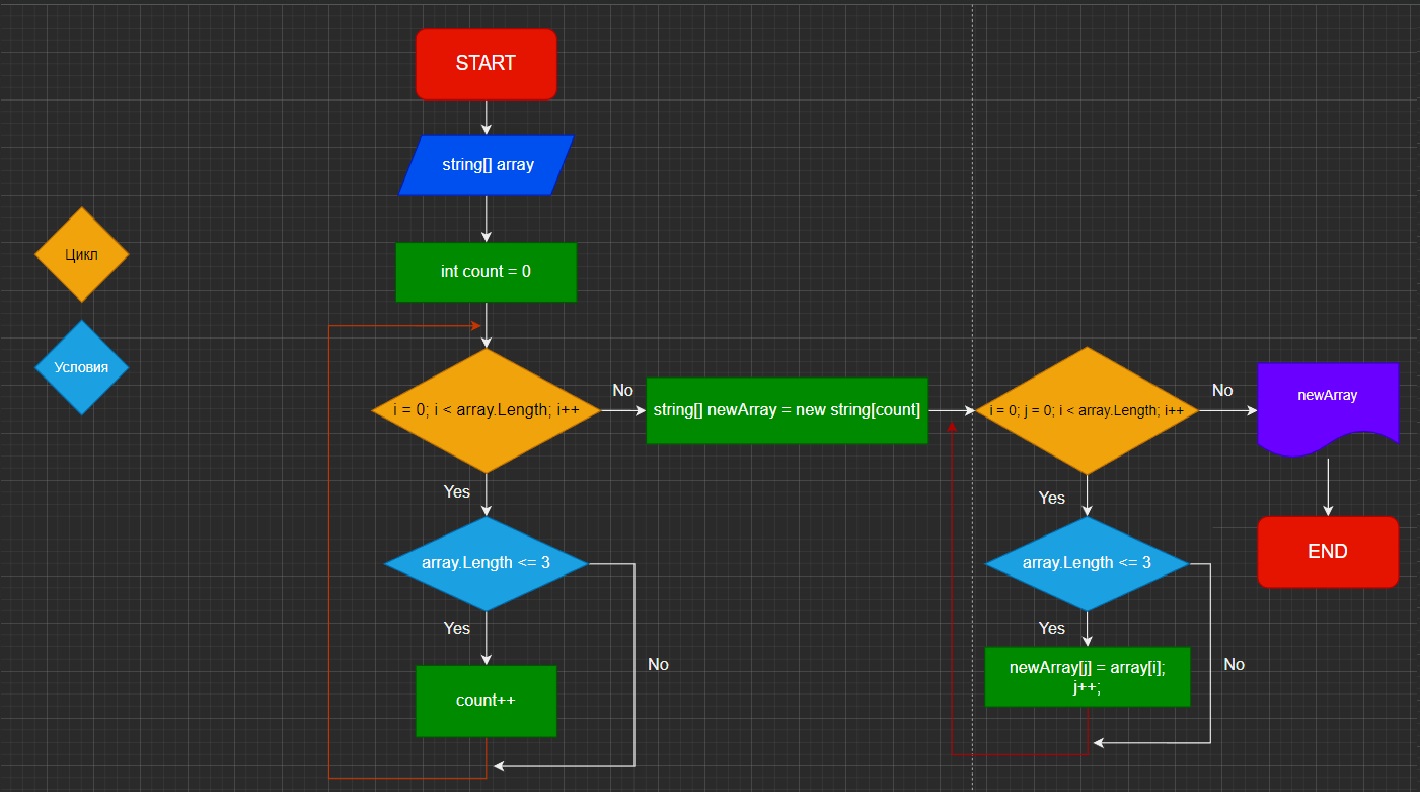 START
string[] array
int count = 0
Цикл
Условия
i = 0; i < array.Length; i++
No
string[] newArray = new string[count]
i = 0; j = 0; i < array.Length; i++
No
newArray
Yes
Yes
array.Length <= 3
array.Length <= 3
END
Yes
Yes
No
No
count++
newArray[j] = array[i];
j++;